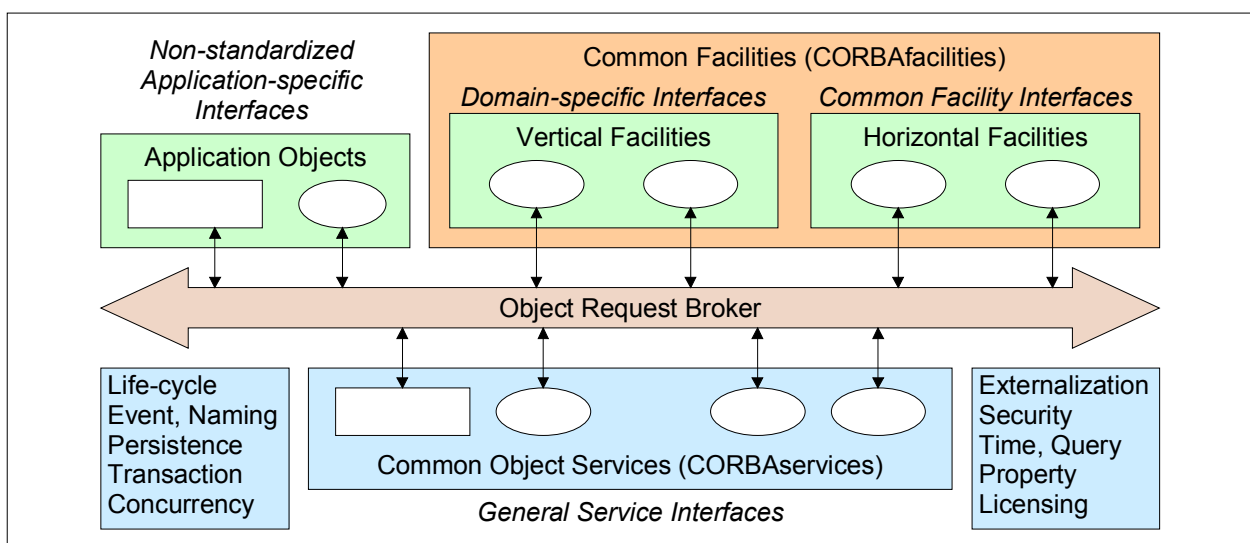 Non-standardized
Application-specific
Interfaces
Application Objects
Common Facilities (CORBAfacilities)
Domain-specific Interfaces
Common Facility Interfaces
Vertical Facilities
Horizontal Facilities
Object Request Broker
Life-cycle
Event, Naming
Persistence
Transaction
Concurrency
Common Object Services (CORBAservices)
General Service Interfaces
Externalization
Security
Time, Query
Property
Licensing